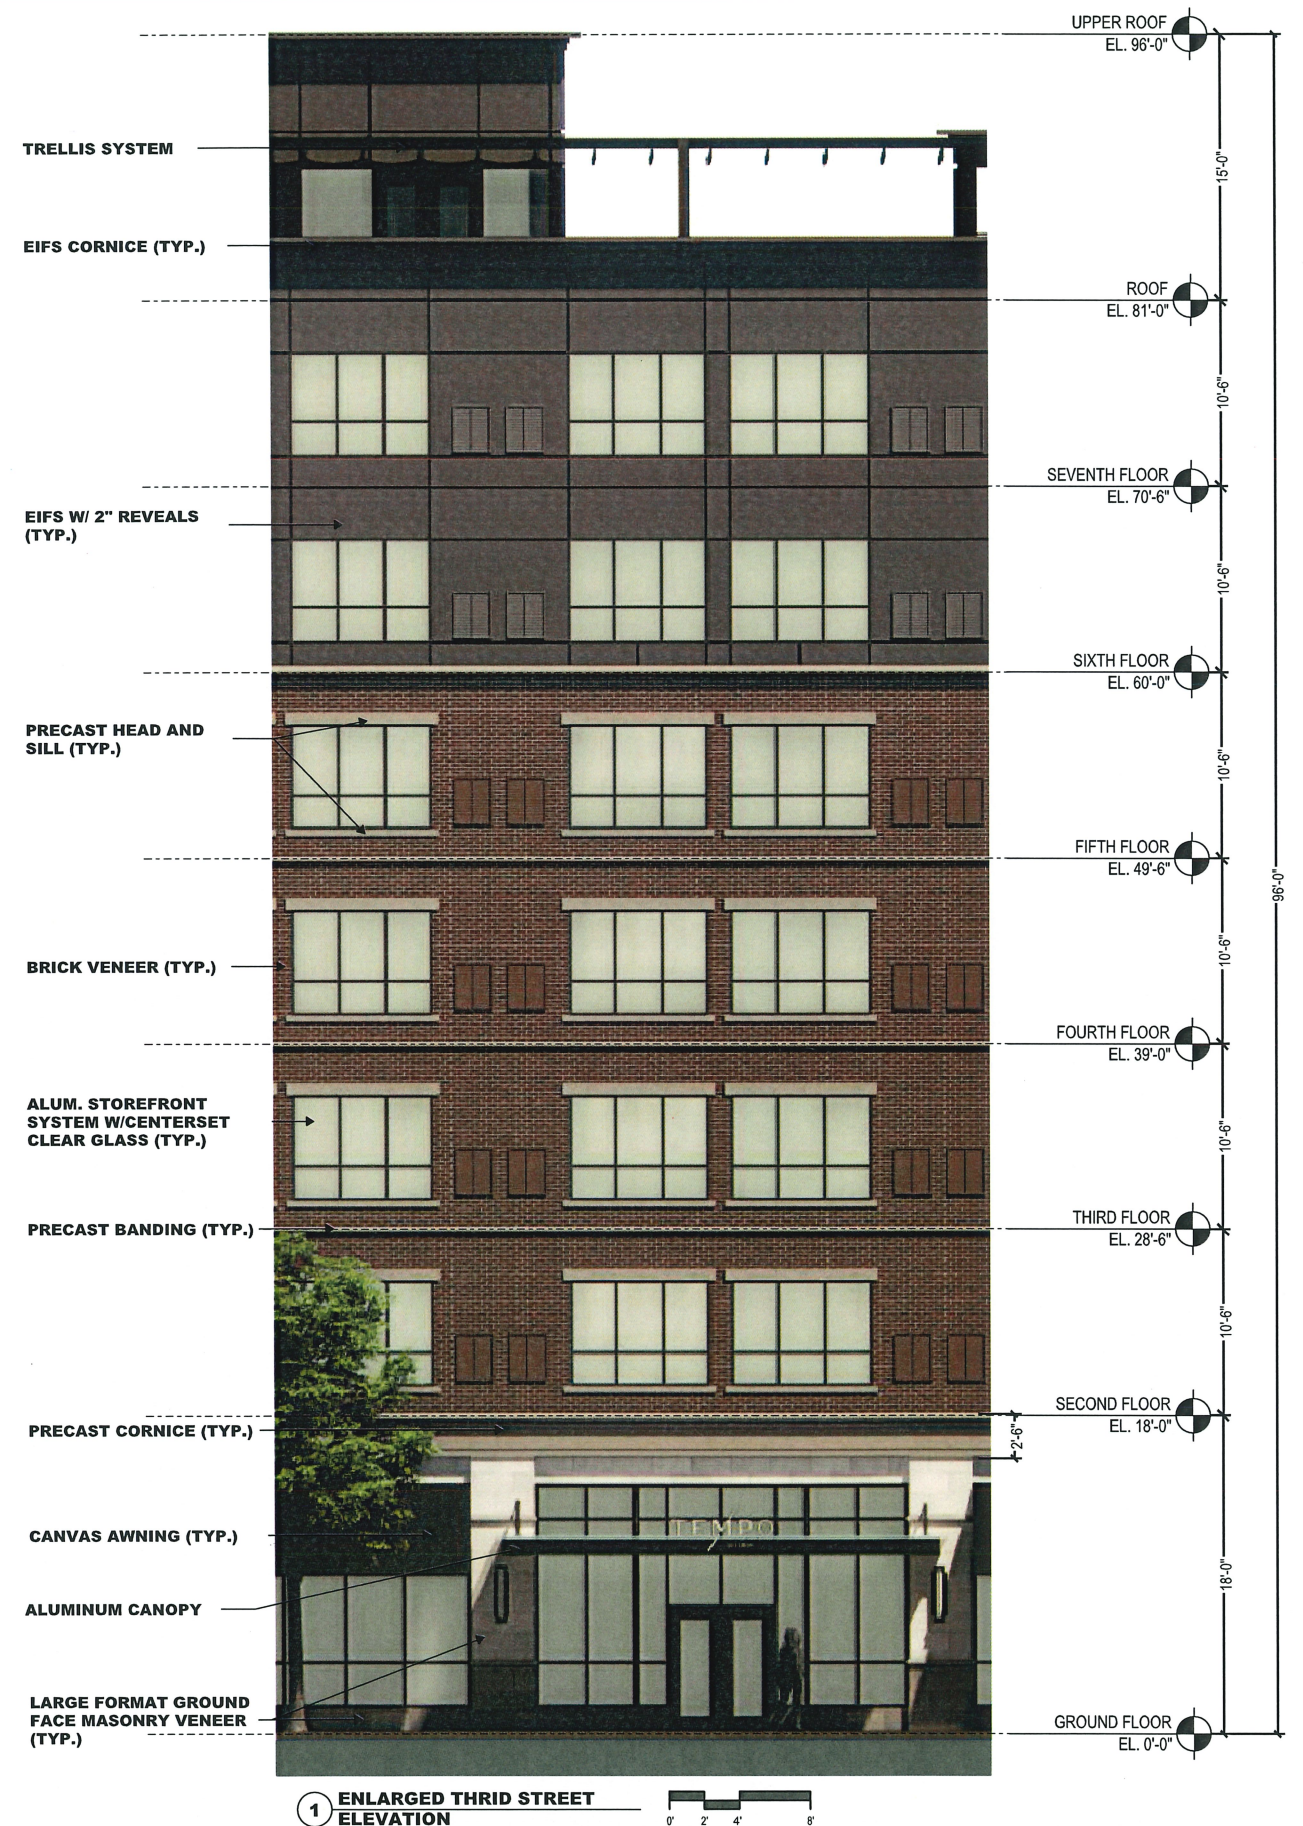 UPPER ROOF
EL. 96'-0"
TRELLIS SYSTEM
15'-0"
EIFS CORNICE (TYP.)
ROOF
EL. 81'-0"
10'-6"
SEVENTH FLOOR
EL. 70'-6"
EIFS W/ 2" REVEALS
(TYP.)
10'-6"
SIXTH FLOOR
EL. 60'-0"
PRECAST HEAD AND
SILL (TYP.)
10'-6"
FIFTH FLOOR
EL. 49'-6"
96'-0"
BRICK VENEER (TYP.)
10'-6"
FOURTH FLOOR
EL. 39'-0"
ALUM. STOREFRONT
SYSTEM W/CENTERSET
CLEAR GLASS (TYP.)
10'-6"
PRECAST BANDING (TYP.)
THIRD FLOOR
EL. 28'-6"
10'-6"
SECOND FLOOR
EL. 18'-0"
PRECAST CORNICE (TYP.)
2'-6"
CANVAS AWNING (TYP.)
TEMPO
18'-0"
ALUMINUM CANOPY
LARGE FORMAT GROUND
FACE MASONRY VENEER
(TYP.)
GROUND FLOOR
EL. 0'-0"
1 ENLARGED THRID STREET
ELEVATION
0' 2' 4' 8'